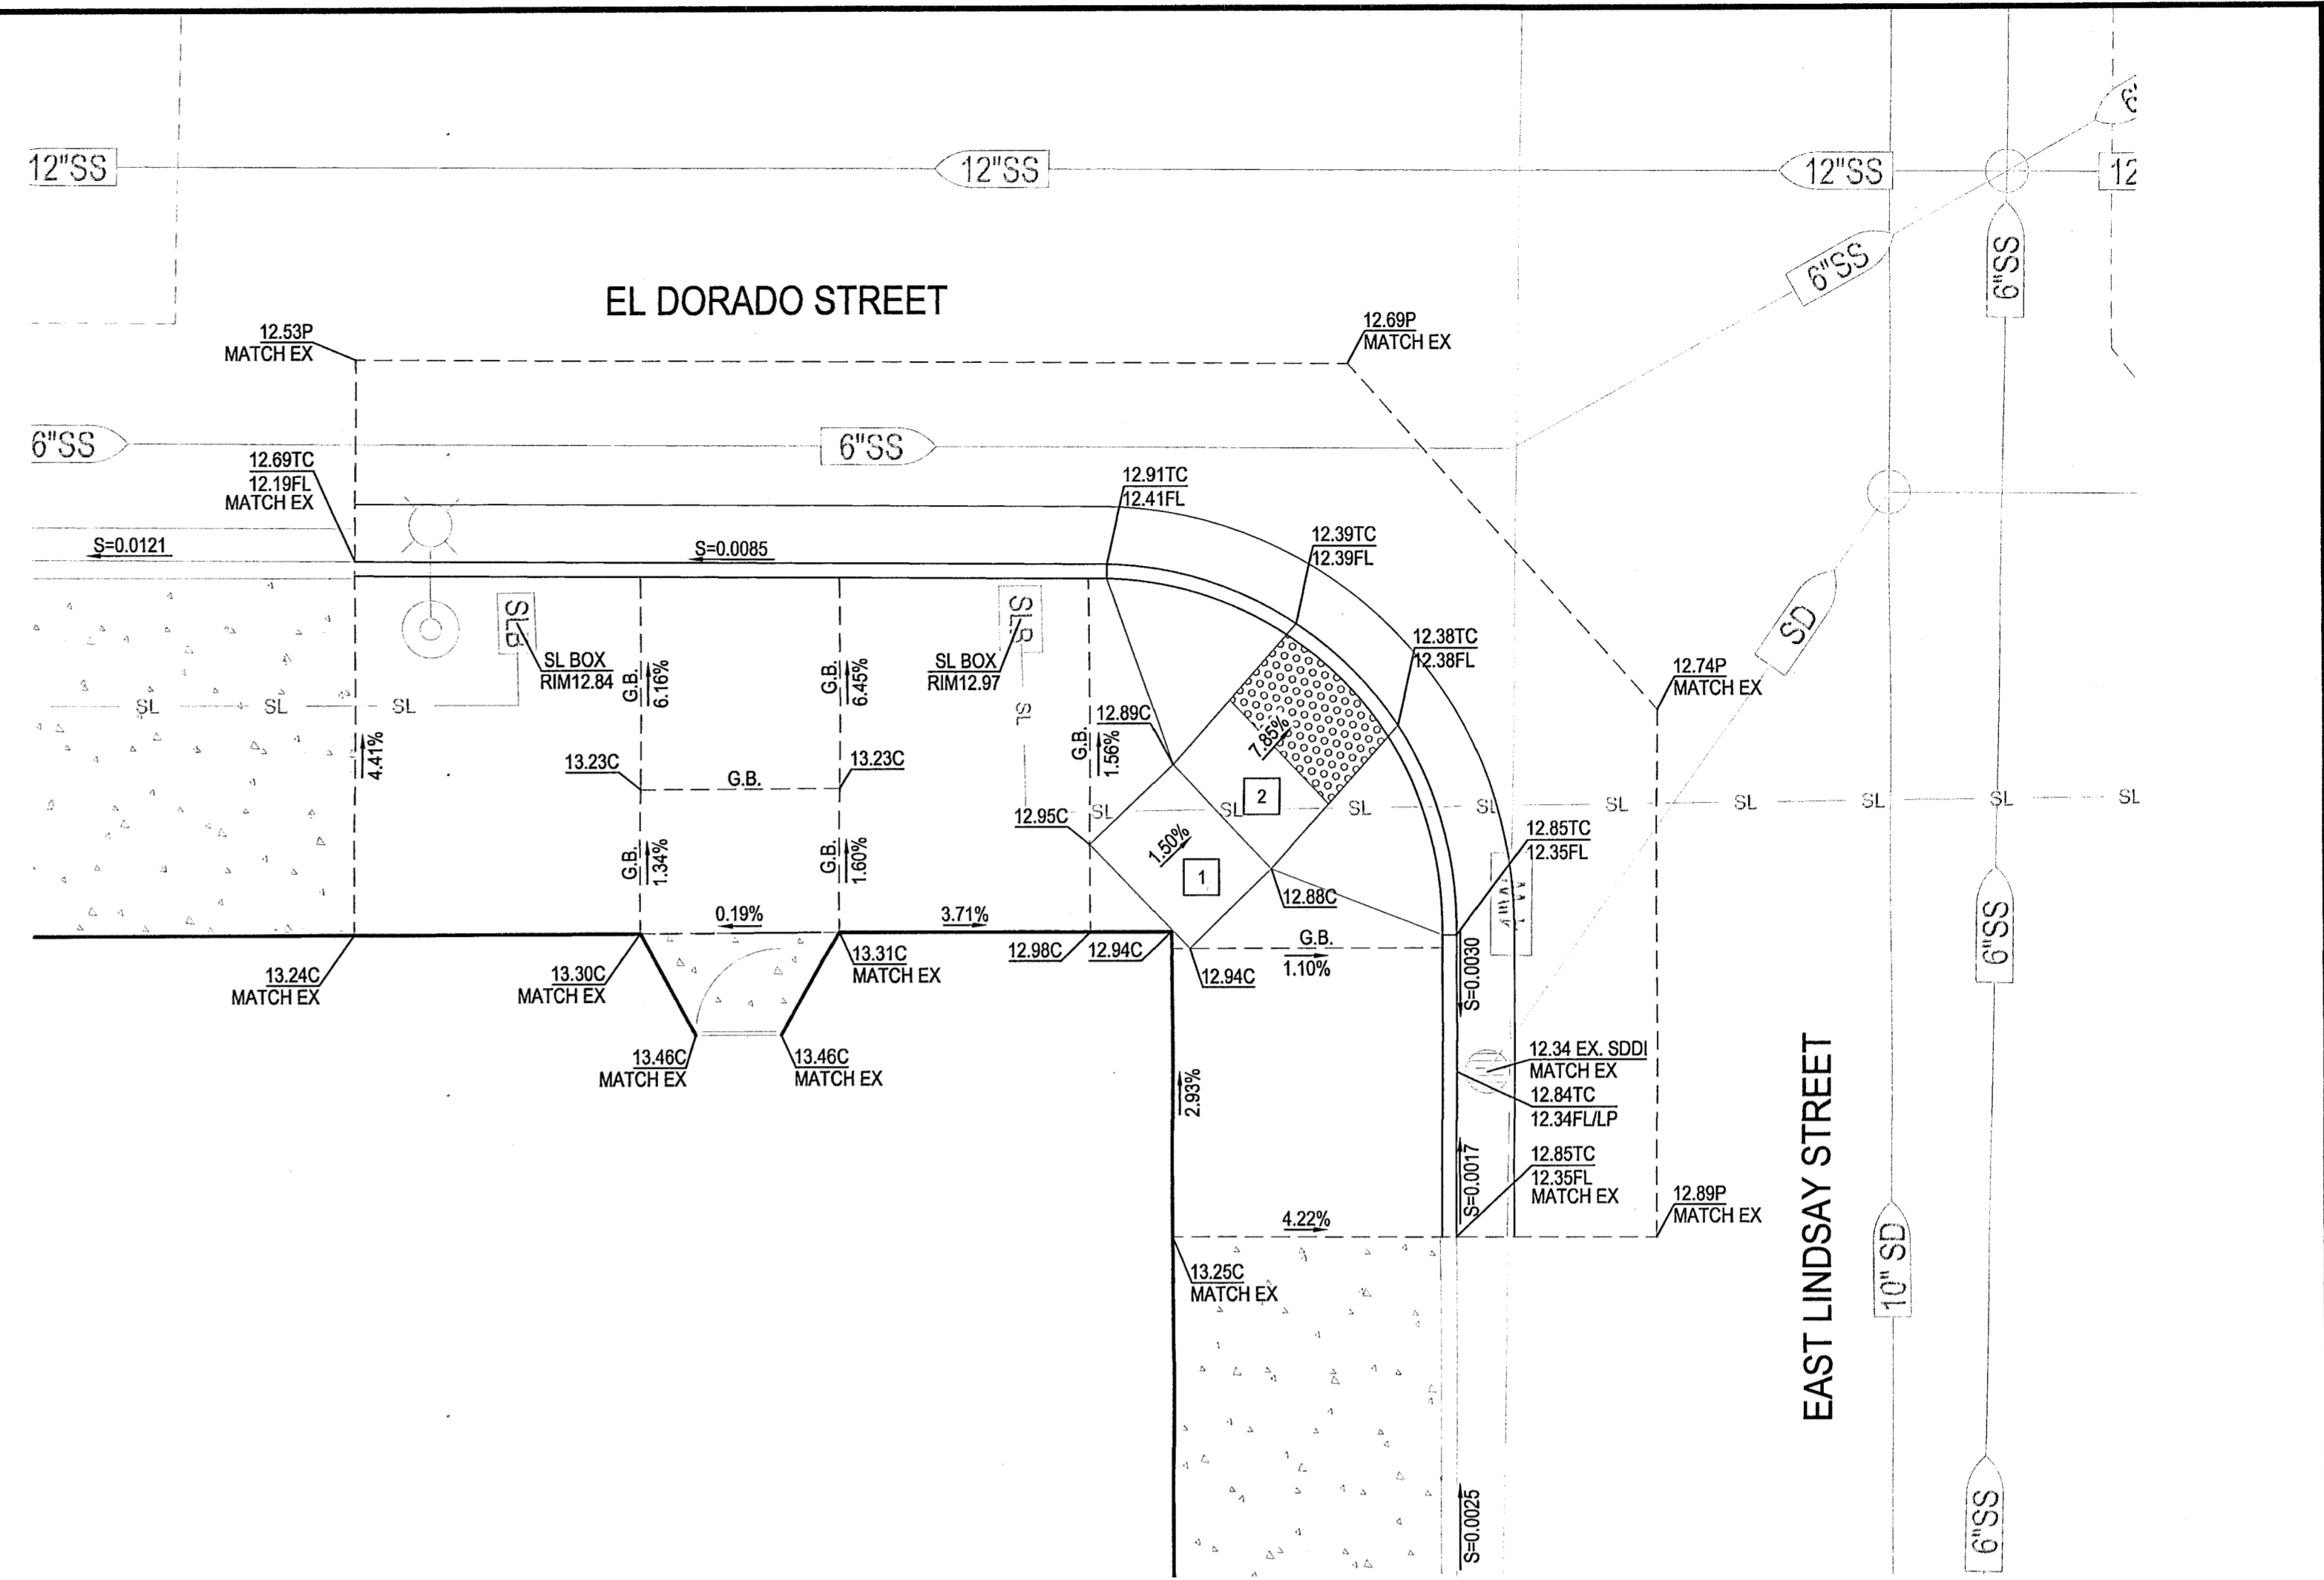 12"SS
12"SS
12"SS
12
6"SS
6"SS
EL DORADO STREET
12.53P
MATCH EX
12.69P
MATCH EX
6"SS
6"SS
12.69TC
12.19FL
MATCH EX
12.91TC
12.41FL
12.39TC
12.39FL
S=0.0121
S=0.0085
SLB
SLB
SD
SL BOX
RIM12.84
SL BOX
RIM12.97
12.38TC
12.38FL
12.74P
MATCH EX
G.B.
6.16%
G.B.
6.45%
SL
SL
SL
SL
4.41%
12.89C
G.B.
1.56%
7.85%
13.23C
G.B.
13.23C
2
SL
SL
SL
SL
SL
SL
SL
SL
SL
12.95C
1.50%
1
12.85TC
12.35FL
G.B.
1.34%
G.B.
1.60%
12.88C
0.19%
3.71%
G.B.
1.10%
12.98C
12.94C
12.94C
13.24C
MATCH EX
13.30C
MATCH EX
13.31C
MATCH EX
S=0.0030
6"SS
13.46C
MATCH EX
13.46C
MATCH EX
2.93%
12.34 EX. SDDI
MATCH EX
12.84TC
12.34FL/LP
12.85TC
12.35FL
MATCH EX
S=0.0017
12.89P
MATCH EX
4.22%
13.25C
MATCH EX
EAST LINDSAY STREET
10" SD
S=0.0025
6"SS